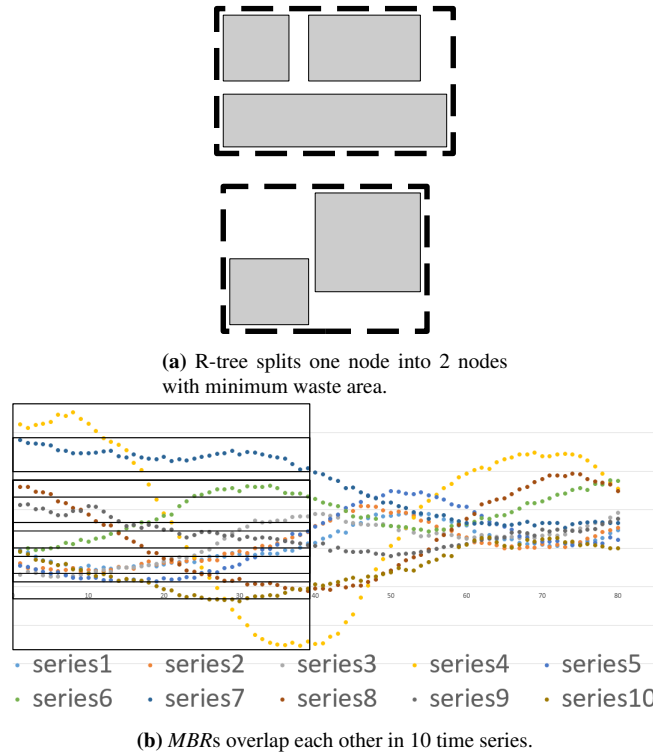 (a) R-tree splits one node into 2 nodes
with minimum waste area.
10 20 30 40 50 60 70 80
series1 series2 series3 series4 series5
series6 series7 series8 series9 series10
(b) MBRs overlap each other in 10 time series.